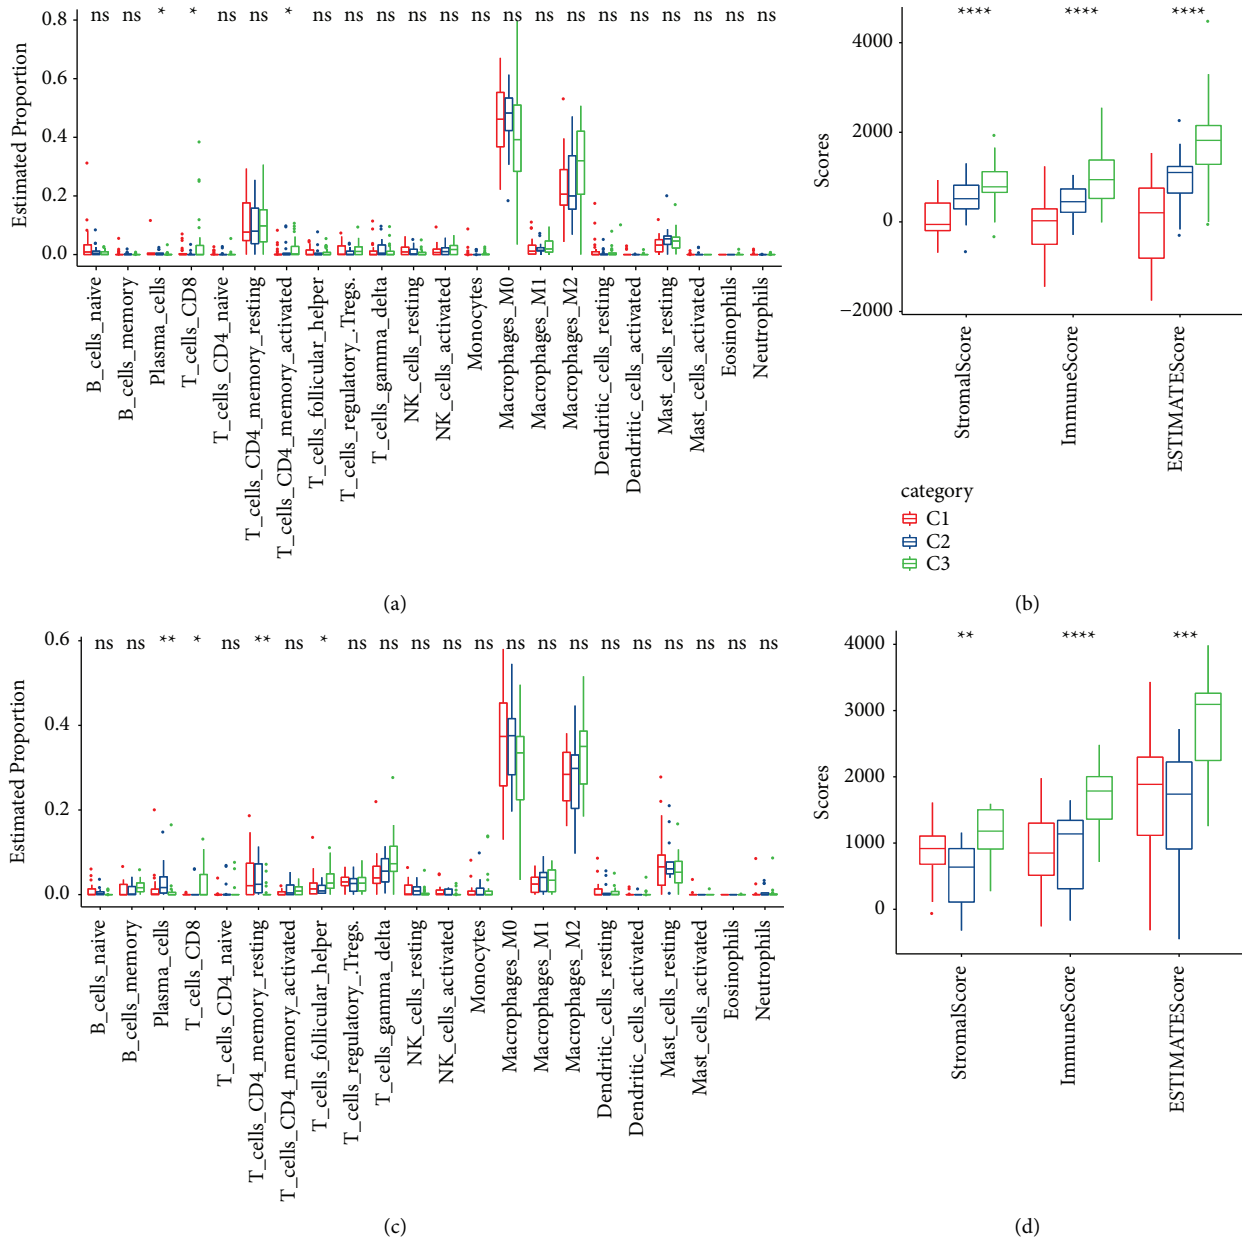 ns ns * * ns ns * ns ns ns ns ns ns ns ns ns ns ns ns ns ns ns
0.8
0.6
0.4
0.2
0.0
Estimated Proportion
B_cells_naive
B_cells_memory
Plasma_cells
T_cells_CD8
T_cells_CD4_naive
T_cells_CD4_memory_resting
T_cells_CD4_memory_activated
T_cells_follicular_helper
T_cells_regulatory_.Tregs.
T_cells_gamma_delta
NK_cells_resting
NK_cells_activated
Monocytes
Macrophages_M0
Macrophages_M1
Macrophages_M2
Dendritic_cells_resting
Dendritic_cells_activated
Mast_cells_resting
Mast_cells_activated
Eosinophils
Neutrophils
(a)
**** **** ****
4000
2000
0
−2000
Scores
StromalScore
ImmuneScore
ESTIMATEScore
category
C1
C2
C3
(b)
ns ns ** * ns ** ns * ns ns ns ns ns ns ns ns ns ns ns ns ns ns
0.6
0.4
0.2
0.0
Estimated Proportion
B_cells_naive
B_cells_memory
Plasma_cells
T_cells_CD8
T_cells_CD4_naive
T_cells_CD4_memory_resting
T_cells_CD4_memory_activated
T_cells_follicular_helper
T_cells_regulatory_.Tregs.
T_cells_gamma_delta
NK_cells_resting
NK_cells_activated
Monocytes
Macrophages_M0
Macrophages_M1
Macrophages_M2
Dendritic_cells_resting
Dendritic_cells_activated
Mast_cells_resting
Mast_cells_activated
Eosinophils
Neutrophils
(c)
** **** ***
4000
3000
2000
1000
0
Scores
StromalScore
ImmuneScore
ESTIMATEScore
(d)